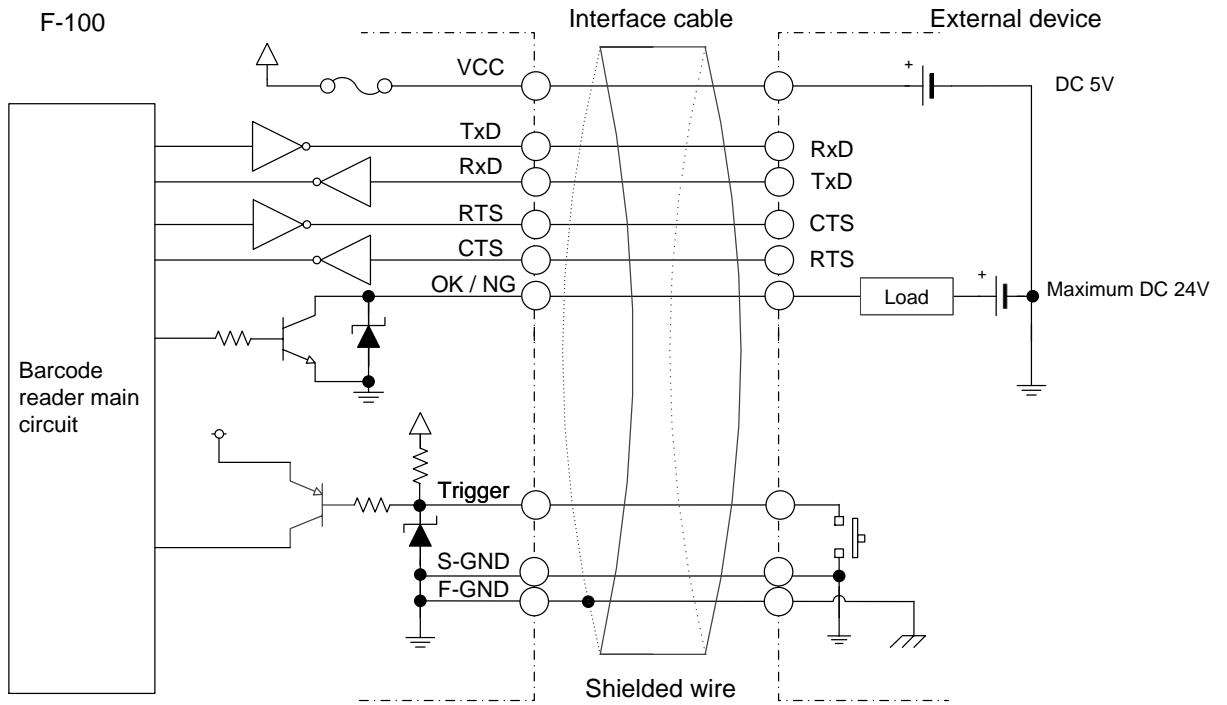 F-100
Interface cable
External device
VCC
+
DC 5V
TxD
RxD
RxD
TxD
RTS
CTS
CTS
RTS
OK / NG
Load
+
Maximum DC 24V
Barcode
reader main
circuit
Trigger
S-GND
F-GND
Shielded wire